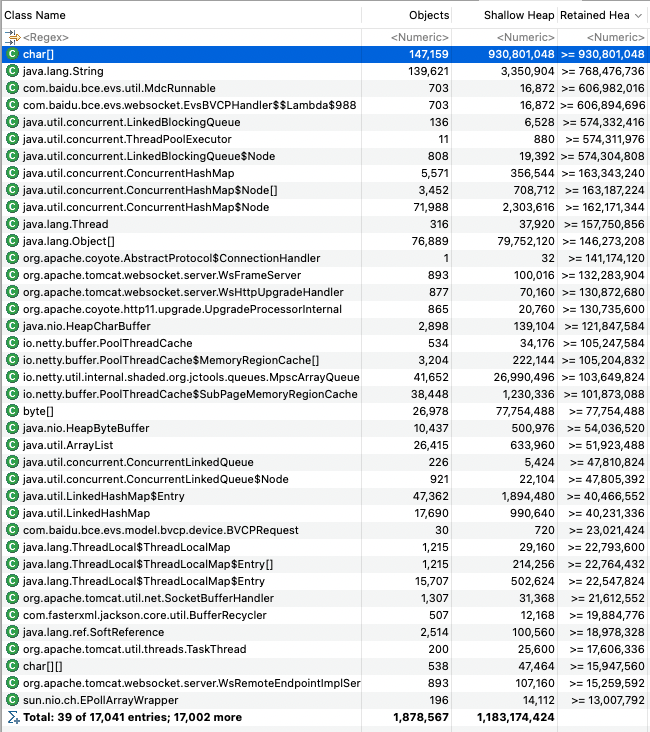 Class Name Objects Shallow Heap Retained Hea
<Regex> <Numeric> <Numeric> <Numeric>
char[] 147,159 930,801,048 >= 930,801,048
java.lang.String 139,621 3,350,904 >= 768,476,736
com.baidu.bce.evs.util.MdcRunnable 703 16,872 >= 606,982,016
com.baidu.bce.evs.websocket.EvsBVCPHandler$$Lambda$988 703 16,872 >= 606,894,696
java.util.concurrent.LinkedBlockingQueue 136 6,528 >= 574,332,416
java.util.concurrent.ThreadPoolExecutor 11 880 >= 574,311,976
java.util.concurrent.LinkedBlockingQueue$Node 808 19,392 >= 574,304,808
java.util.concurrent.ConcurrentHashMap 5,571 356,544 >= 163,343,240
java.util.concurrent.ConcurrentHashMap$Node[] 3,452 708,712 >= 163,187,224
java.util.concurrent.ConcurrentHashMap$Node 71,988 2,303,616 >= 162,171,344
java.lang.Thread 316 37,920 >= 157,750,856
java.lang.Object[] 76,889 79,752,120 >= 146,273,208
org.apache.coyote.AbstractProtocol$ConnectionHandler 1 32 >= 141,174,120
org.apache.tomcat.websocket.server.WsFrameServer 893 100,016 >= 132,283,904
org.apache.tomcat.websocket.server.WsHttpUpgradeHandler 877 70,160 >= 130,872,680
org.apache.coyote.http11.upgrade.UpgradeProcessorInternal 865 20,760 >= 130,735,600
java.nio.HeapCharBuffer 2,898 139,104 >= 121,847,584
io.netty.buffer.PoolThreadCache 534 34,176 >= 105,247,584
io.netty.buffer.PoolThreadCache$MemoryRegionCache[] 3,204 222,144 >= 105,204,832
io.netty.util.internal.shaded.org.jctools.queues.MpscArrayQueue 41,652 26,990,496 >= 103,649,824
io.netty.buffer.PoolThreadCache$SubPageMemoryRegionCache 38,448 1,230,336 >= 101,873,088
byte[] 26,978 77,754,488 >= 77,754,488
java.nio.HeapByteBuffer 10,437 500,976 >= 54,036,520
java.util.ArrayList 26,415 633,960 >= 51,923,488
java.util.concurrent.ConcurrentLinkedQueue 226 5,424 >= 47,810,824
java.util.concurrent.ConcurrentLinkedQueue$Node 921 22,104 >= 47,805,392
java.util.LinkedHashMap$Entry 47,362 1,894,480 >= 40,466,552
java.util.LinkedHashMap 17,690 990,640 >= 40,231,336
com.baidu.bce.evs.model.bvcp.device.BVCPRequest 30 720 >= 23,021,424
java.lang.ThreadLocal$ThreadLocalMap 1,215 29,160 >= 22,793,600
java.lang.ThreadLocal$ThreadLocalMap$Entry[] 1,215 214,256 >= 22,764,432
java.lang.ThreadLocal$ThreadLocalMap$Entry 15,707 502,624 >= 22,547,824
org.apache.tomcat.util.net.SocketBufferHandler 1,307 31,368 >= 21,612,552
com.fasterxml.jackson.core.util.BufferRecycler 507 12,168 >= 19,884,776
java.lang.ref.SoftReference 2,514 100,560 >= 18,978,328
org.apache.tomcat.util.threads.TaskThread 200 25,600 >= 17,606,336
char[][] 538 47,464 >= 15,947,560
org.apache.tomcat.websocket.server.WsRemoteEndpointImplSer 893 107,160 >= 15,259,592
sun.nio.ch.EPollArrayWrapper 196 14,112 >= 13,007,792
Total: 39 of 17,041 entries; 17,002 more 1,878,567 1,183,174,424